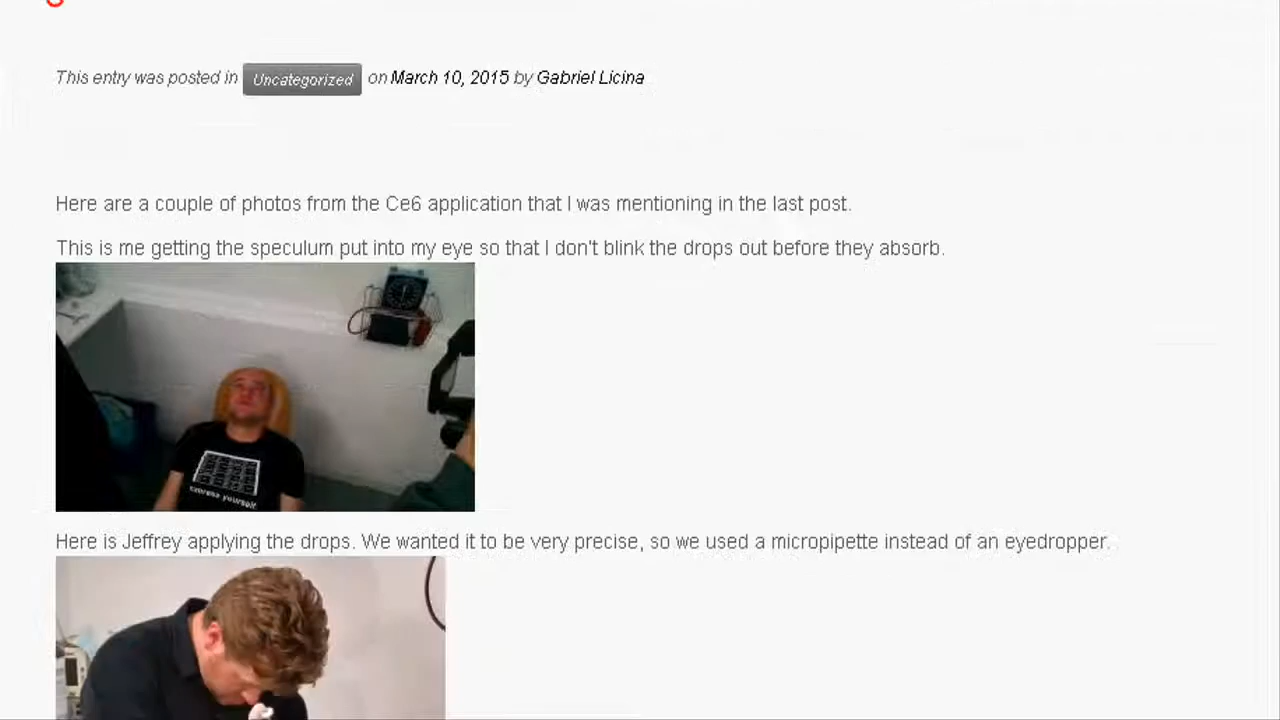 This entry was posted in Uncategorized on March 10, 2015 by Gabriel Licina
Here are a couple of photos from the Ce6 application that I was mentioning in the last post.
This is me getting the speculum put into my eye so that I don't blink the drops out before they absorb.
express yourself
Here is Jeffrey applying the drops. We wanted it to be very precise, so we used a micropipette instead of an eyedropper.